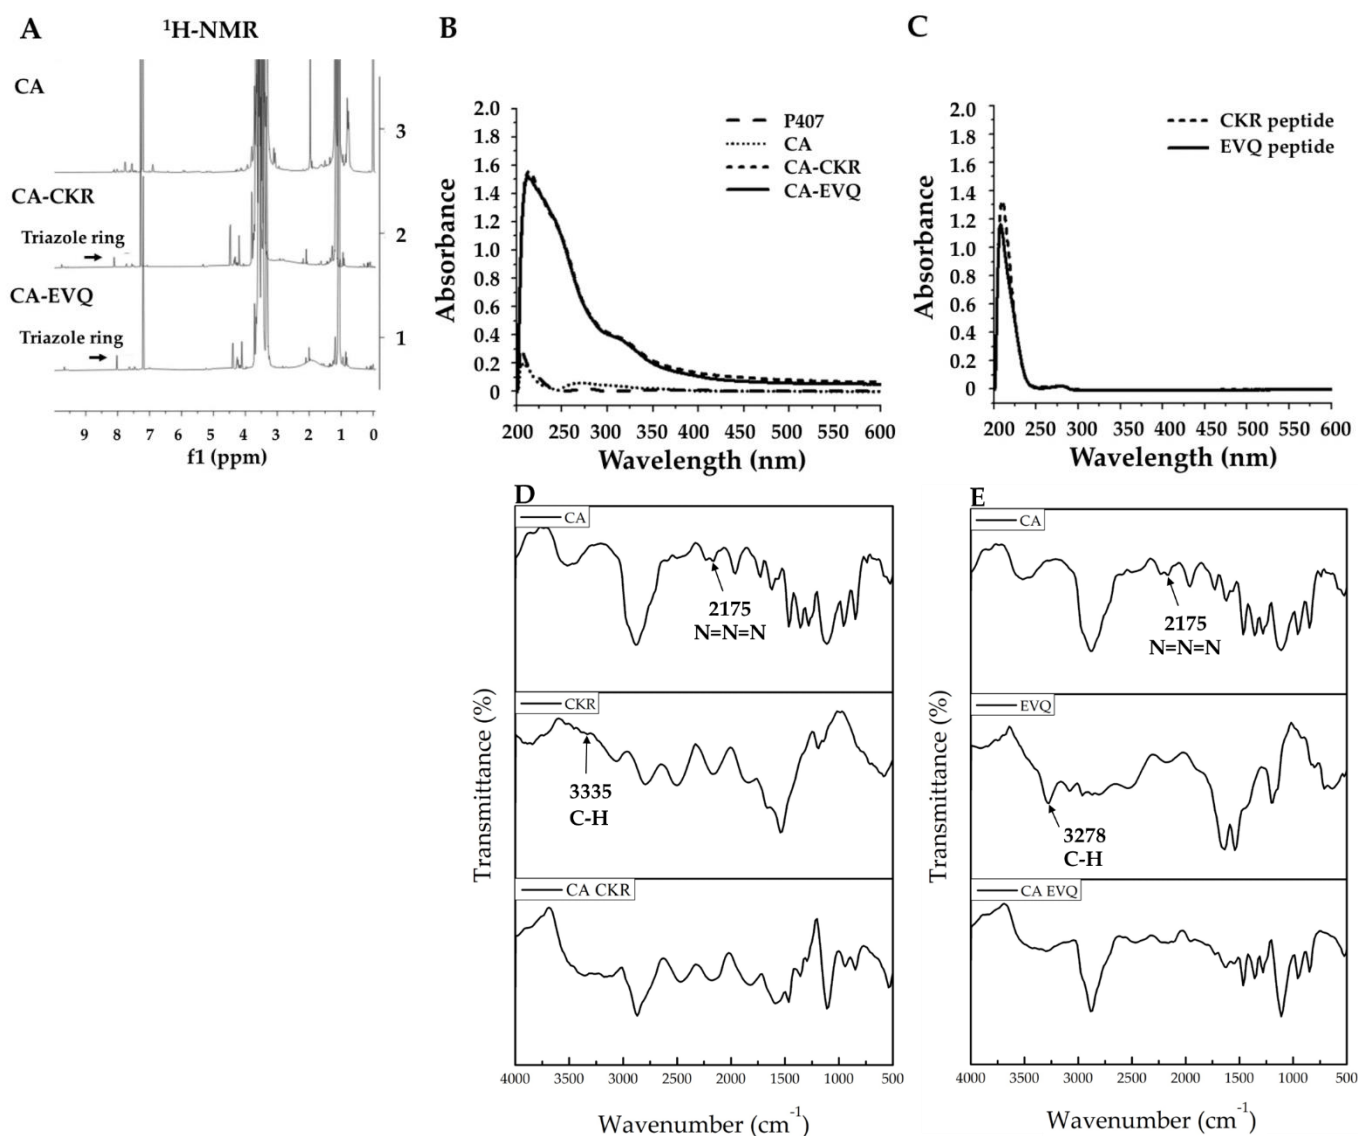 A
¹H-NMR
CA
CA-CKR
Triazole ring
CA-EVQ
Triazole ring
3
2
1
9 8 7 6 5 4 3 2 1 0
f1 (ppm)
B
Absorbance
2.0
1.8
1.6
1.4
1.2
1.0
0.8
0.6
0.4
0.2
0
P407
CA
CA-CKR
CA-EVQ
200 250 300 350 400 450 500 550 600
Wavelength (nm)
C
Absorbance
2.0
1.8
1.6
1.4
1.2
1.0
0.8
0.6
0.4
0.2
0
CKR peptide
EVQ peptide
200 250 300 350 400 450 500 550 600
Wavelength (nm)
D
Transmittance (%)
CA
2175
N=N=N
CKR
3335
C-H
CA CKR
4000 3500 3000 2500 2000 1500 1000 500
Cavenumber (cm⁻¹)
E
Transmittance (%)
CA
2175
N=N=N
EVQ
3278
C-H
CA EVQ
4000 3500 3000 2500 2000 1500 1000 500
Wavenumber (cm⁻¹)